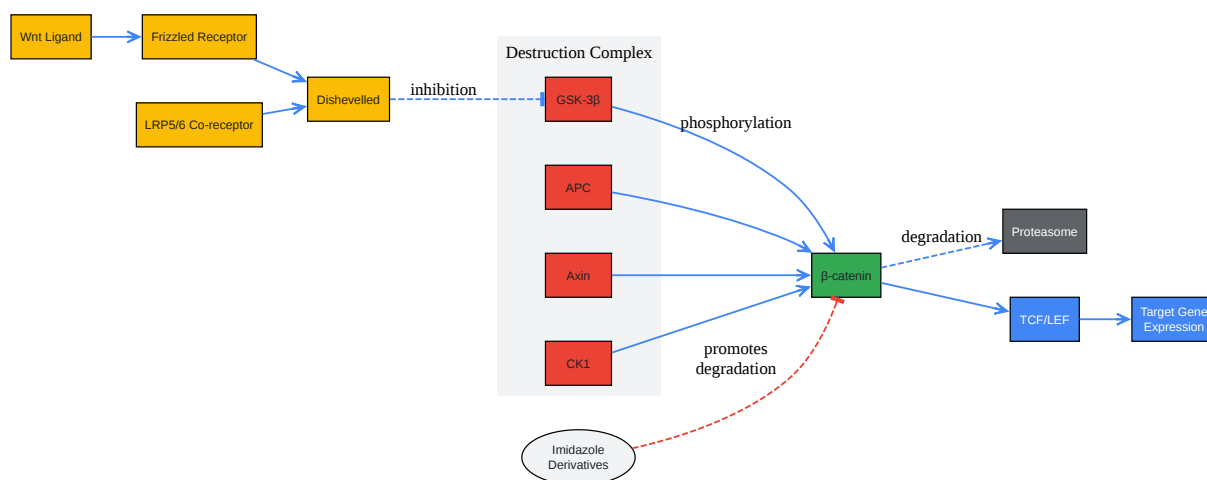 Wnt Ligand
Frizzled Receptor
LRP5/6 Co-receptor
Dishevelled
inhibition
Destruction Complex
GSK-3β
APC
Axin
CK1
phosphorylation
promotes
degradation
Imidazole
Derivatives
β-catenin
degradation
Proteasome
TCF/LEF
Target Gene
Expression